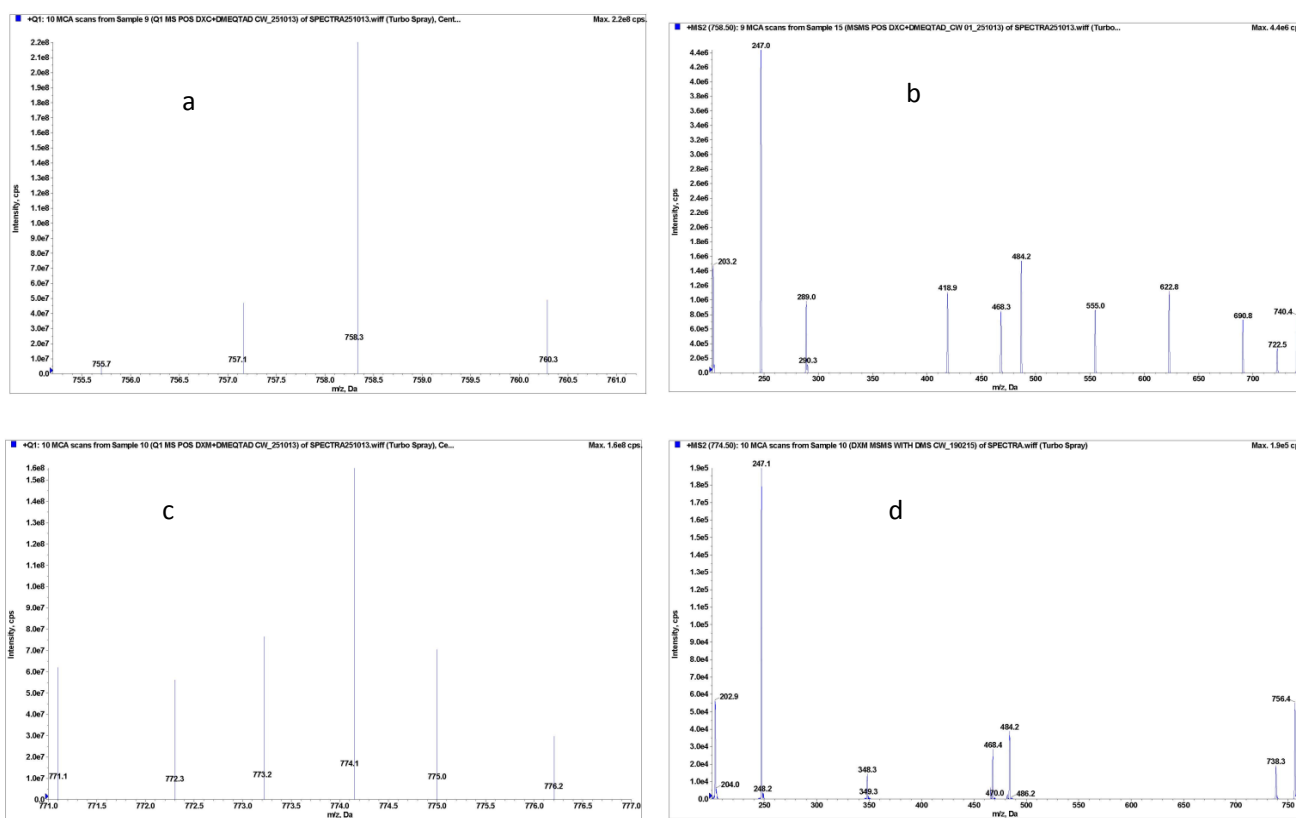 +Q1: 10 MCA scans from Sample 9 (Q1 MS POS DXC+DMEQTAD CW_251013) of SPECTRA251013.wiff (Turbo Spray), Cent... Max. 2.2e8 cps.
a
2.2e8
2.1e8
2.0e8
1.9e8
1.8e8
1.7e8
1.6e8
1.5e8
1.4e8
1.3e8
1.2e8
1.1e8
1.0e8
9.0e7
8.0e7
7.0e7
6.0e7
5.0e7
4.0e7
3.0e7
2.0e7
1.0e7
0.0
Intensity, cps
755.7
757.1
758.3
760.3
755.5 756.0 756.5 757.0 757.5 758.0 758.5 759.0 759.5 760.0 760.5 761.0
m/z, Da
+MS2 (758.50): 9 MCA scans from Sample 15 (MSMS POS DXC+DMEQTAD_CW 01_251013) of SPECTRA251013.wiff (Turbo... Max. 4.4e6 cp
b
4.4e6
4.2e6
4.0e6
3.8e6
3.6e6
3.4e6
3.2e6
3.0e6
2.8e6
2.6e6
2.4e6
2.2e6
2.0e6
1.8e6
1.6e6
1.4e6
1.2e6
1.0e6
8.0e5
6.0e5
4.0e5
2.0e5
0.0
Intensity, cps
203.2
247.0
289.0
290.3
418.9
468.3
484.2
555.0
622.8
690.8
722.5
740.4
250 300 350 400 450 500 550 600 650 700
m/z, Da
+Q1: 10 MCA scans from Sample 10 (Q1 MS POS DXM+DMEQTAD CW_251013) of SPECTRA251013.wiff (Turbo Spray), Ce... Max. 1.6e8 cps.
c
1.6e8
1.5e8
1.4e8
1.3e8
1.2e8
1.1e8
1.0e8
9.0e7
8.0e7
7.0e7
6.0e7
5.0e7
4.0e7
3.0e7
2.0e7
1.0e7
0.0
Intensity, cps
771.1
772.3
773.2
774.1
775.0
776.2
771.0 771.5 772.0 772.5 773.0 773.5 774.0 774.5 775.0 775.5 776.0 776.5 777.0
m/z, Da
+MS2 (774.50): 10 MCA scans from Sample 10 (DXM MSMS WITH DMS CW_190215) of SPECTRA.wiff (Turbo Spray) Max. 1.9e5 cp
d
1.9e5
1.8e5
1.7e5
1.6e5
1.5e5
1.4e5
1.3e5
1.2e5
1.1e5
1.0e5
9.0e4
8.0e4
7.0e4
6.0e4
5.0e4
4.0e4
3.0e4
2.0e4
1.0e4
0.0
Intensity, cps
202.9
204.0
247.1
248.2
348.3
349.3
468.4
470.0
484.2
486.2
738.3
756.4
250 300 350 400 450 500 550 600 650 700
m/z, Da